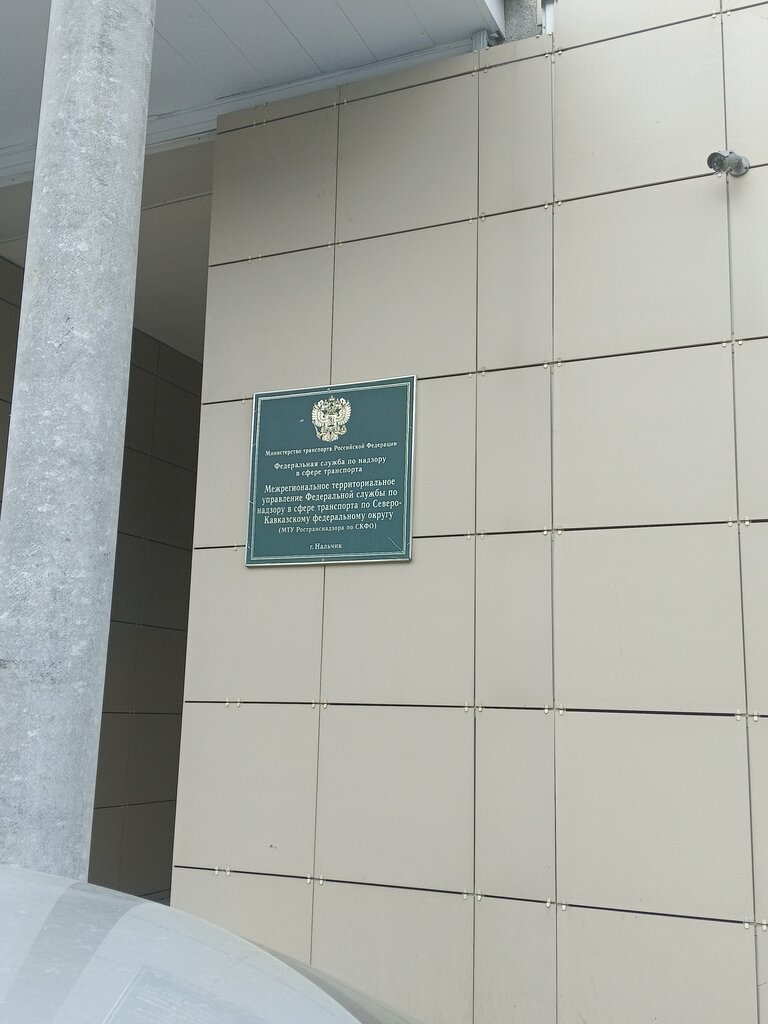 Министерство транспорта Российской Федерации
Федеральная служба по надзору
в сфере транспорта
Межрегиональное территориальное
управление Федеральной службы по
надзору в сфере транспорта по Северо-
Кавказскому федеральному округу
(МТУ Ространснадзора по СКФО)
г. Нальчик